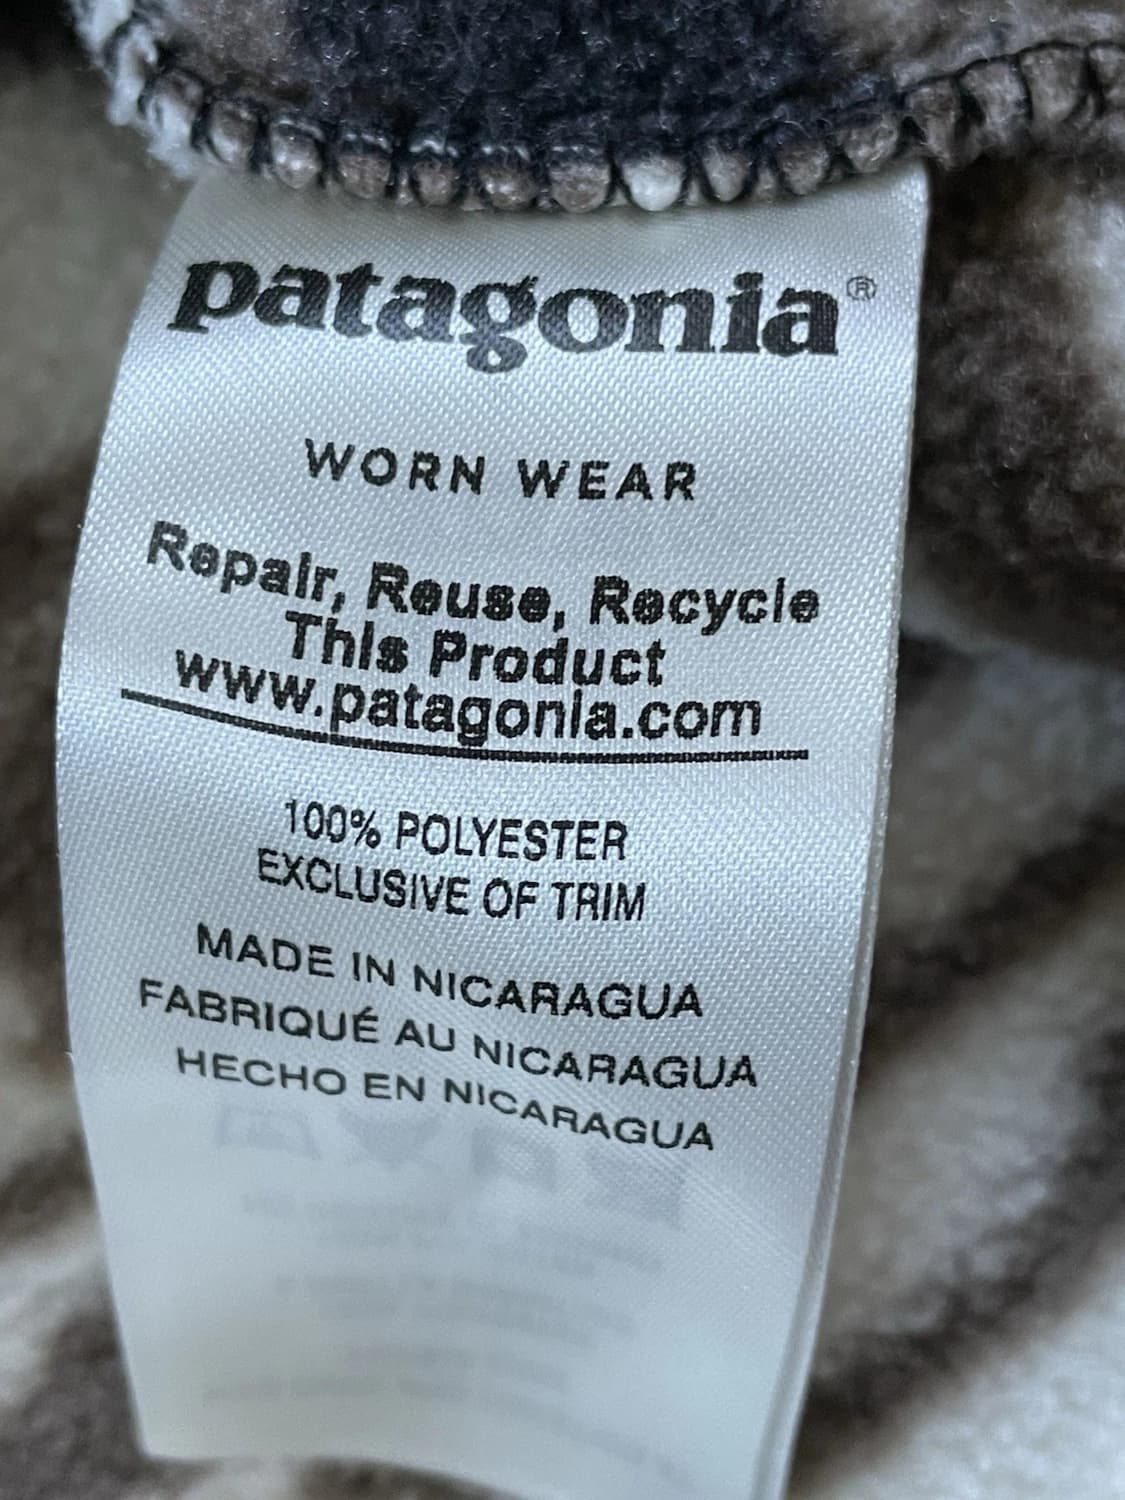 patagonia®
WORN WEAR
Repair, Reuse, Recycle
This Product
www.patagonia.com
100% POLYESTER
EXCLUSIVE OF TRIM
MADE IN NICARAGUA
FABRIQUÉ AU NICARAGUA
HECHO EN NICARAGUA